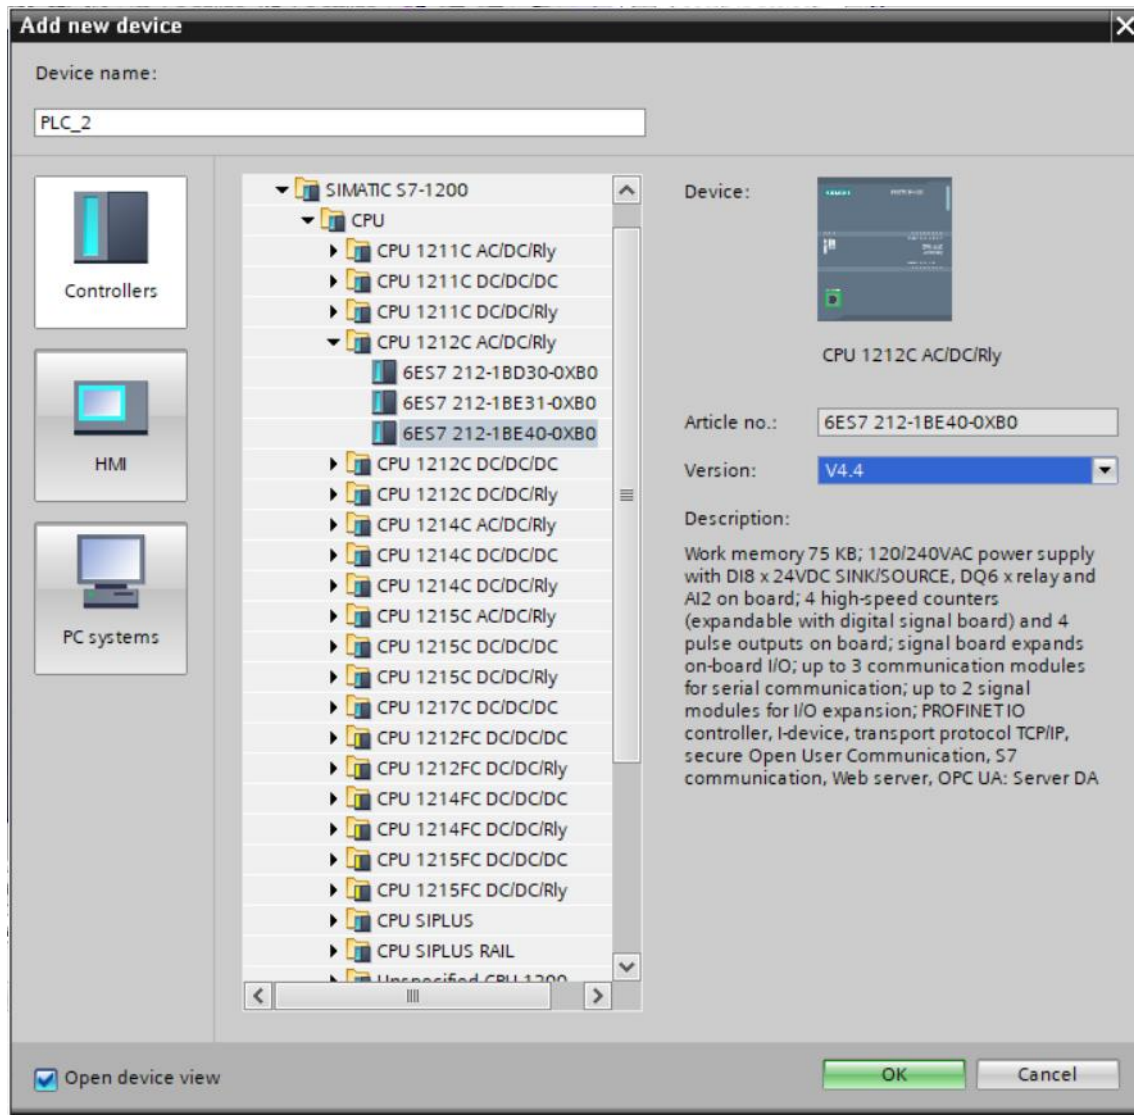 Add new device
Device name:
PLC_2
Controllers
HMI
PC systems
SIMATIC S7-1200
CPU
CPU 1211C AC/DC/Rly
CPU 1211C DC/DC/DC
CPU 1211C DC/DC/Rly
CPU 1212C AC/DC/Rly
6ES7 212-1BD30-0XB0
6ES7 212-1BE31-0XB0
6ES7 212-1BE40-0XB0
CPU 1212C DC/DC/DC
CPU 1212C DC/DC/Rly
CPU 1214C AC/DC/Rly
CPU 1214C DC/DC/DC
CPU 1214C DC/DC/Rly
CPU 1215C AC/DC/Rly
CPU 1215C DC/DC/DC
CPU 1215C DC/DC/Rly
CPU 1217C DC/DC/DC
CPU 1212FC DC/DC/DC
CPU 1212FC DC/DC/Rly
CPU 1214FC DC/DC/DC
CPU 1214FC DC/DC/Rly
CPU 1215FC DC/DC/DC
CPU 1215FC DC/DC/Rly
CPU SIPLUS
CPU SIPLUS RAIL
Unspecified CPU 1200
Device:
SIEMENS
CPU 1212C AC/DC/Rly
Article no.: 6ES7 212-1BE40-0XB0
Version: V4.4
Description:
Work memory 75 KB; 120/240VAC power supply
with DI8 x 24VDC SINK/SOURCE, DQ6 x relay and
AI2 on board; 4 high-speed counters
(expandable with digital signal board) and 4
pulse outputs on board; signal board expands
on-board I/O; up to 3 communication modules
for serial communication; up to 2 signal
modules for I/O expansion; PROFINET IO
controller, I-device, transport protocol TCP/IP,
secure Open User Communication, S7
communication, Web server, OPC UA: Server DA
Open device view
OK
Cancel